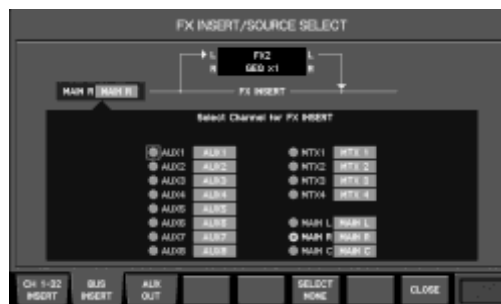 FX INSERT/SOURCE SELECT
L FX2 L
R GEQ x1 R
MAIN R MAIN R
FX INSERT
Select Channel for FX INSERT
AUX1 AUX1 MTX1 MTX 1
AUX2 AUX2 MTX2 MTX 2
AUX3 AUX3 MTX3 MTX 3
AUX4 AUX4 MTX4 MTX 4
AUX5 AUX5
AUX6 AUX6 MAIN L MAIN L
AUX7 AUX7 MAIN R MAIN R
AUX8 AUX8 MAIN C MAIN C
CH 1-32 INSERT
BUS INSERT
AUX OUT
SELECT NONE
CLOSE